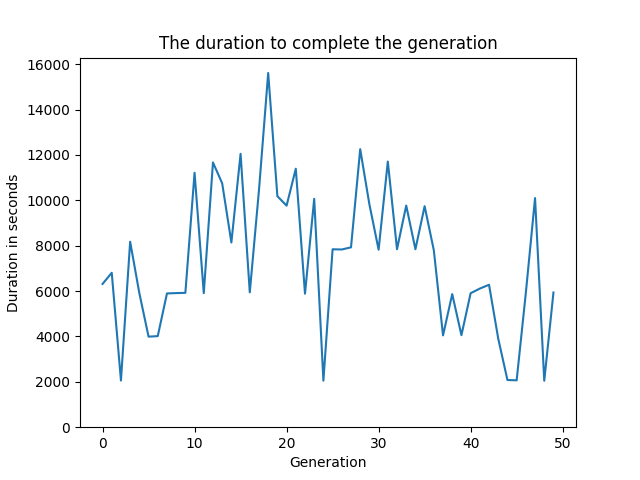 The duration to complete the generation
16000
14000
12000
10000
8000
6000
4000
2000
0
Duration in seconds
0 10 20 30 40 50
Generation